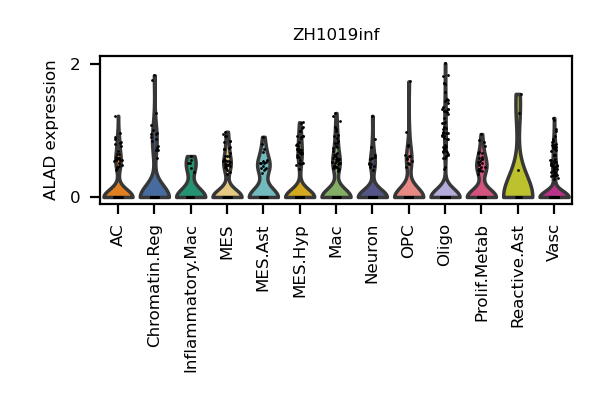 ZH1019inf
ALAD expression
2
0
AC
Chromatin.Reg
Inflammatory.Mac
MES
MES.Ast
MES.Hyp
Mac
Neuron
OPC
Oligo
Prolif.Metab
Reactive.Ast
Vasc